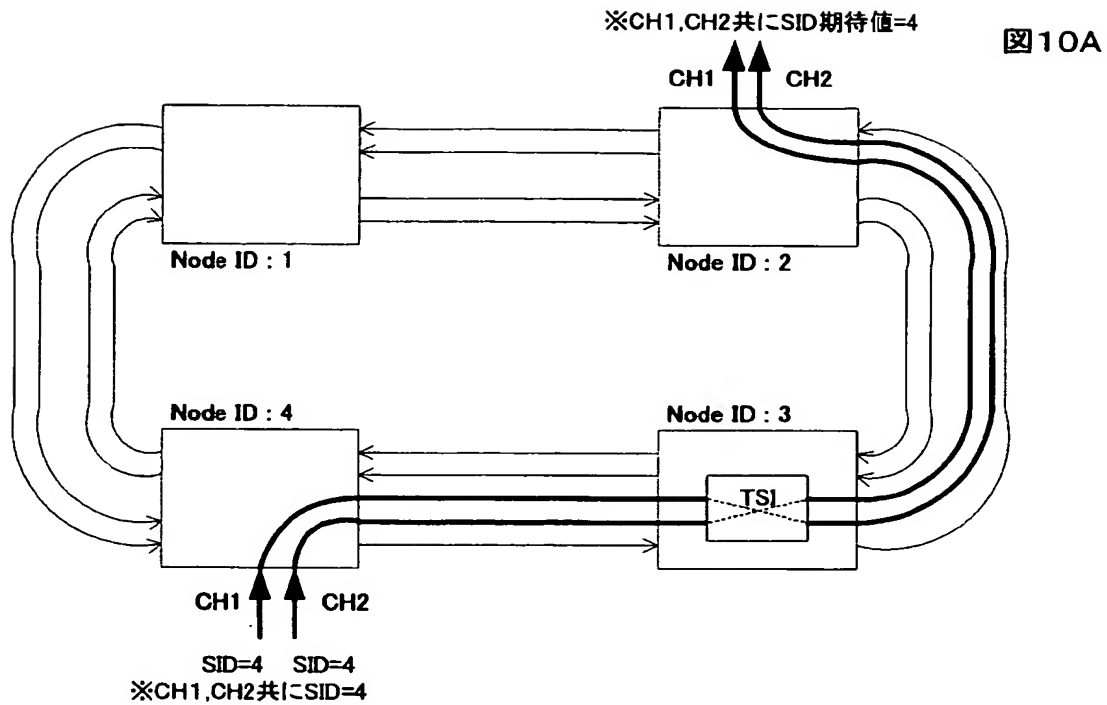 ※CH1,CH2共にSID期待値=4
図10A
CH1
CH2
Node ID : 1
Node ID : 2
Node ID : 4
Node ID : 3
TSI
CH1
CH2
SID=4
SID=4
※CH1,CH2共にSID=4